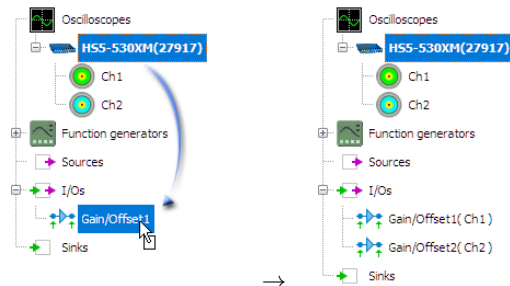 Oscilloscopes
HS5-530XM(27917)
Ch1
Ch2
Function generators
Sources
I/Os
Gain/Offset1
Sinks
→
Oscilloscopes
HS5-530XM(27917)
Ch1
Ch2
Function generators
Sources
I/Os
Gain/Offset1( Ch1 )
Gain/Offset2( Ch2 )
Sinks